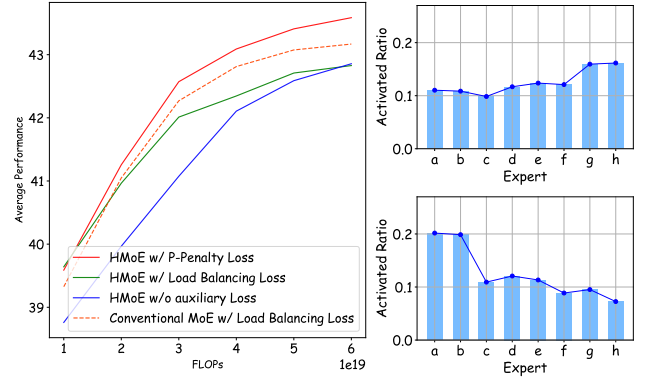 Average Performance
43
42
41
40
39
HMoE w/ P-Penalty Loss
HMoE w/ Load Balancing Loss
HMoE w/o auxiliary Loss
Conventional MoE w/ Load Balancing Loss
1 2 3 4 5 6
FLOPs 1e19
Activated Ratio
0.2
0.1
0.0
a b c d e f g h
Expert
Activated Ratio
0.2
0.1
0.0
a b c d e f g h
Expert